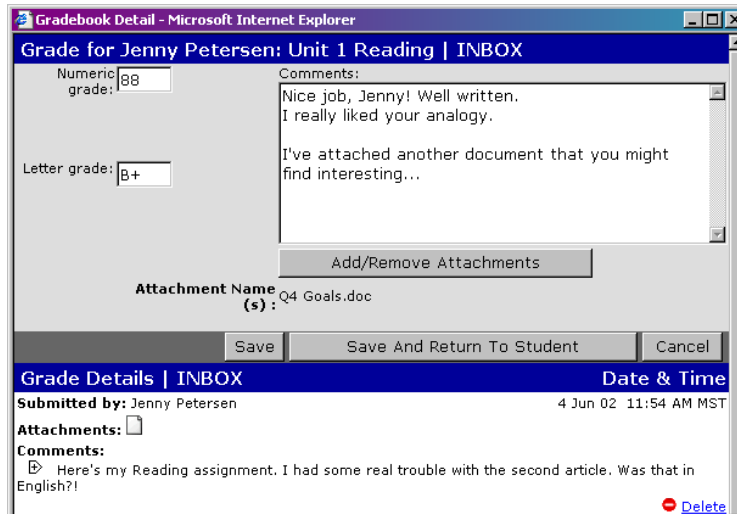 Gradebook Detail - Microsoft Internet Explorer
Grade for Jenny Petersen: Unit 1 Reading | INBOX
Numeric grade: 88
Comments:
Nice job, Jenny! Well written.
I really liked your analogy.
I've attached another document that you might
find interesting...
Letter grade: B+
Add/Remove Attachments
Attachment Name
(s) : Q4 Goals.doc
Save Save And Return To Student Cancel
Grade Details | INBOX Date & Time
Submitted by: Jenny Petersen 4 Jun 02 11:54 AM MST
Attachments:
Comments:
Here's my Reading assignment. I had some real trouble with the second article. Was that in
English?!
Delete